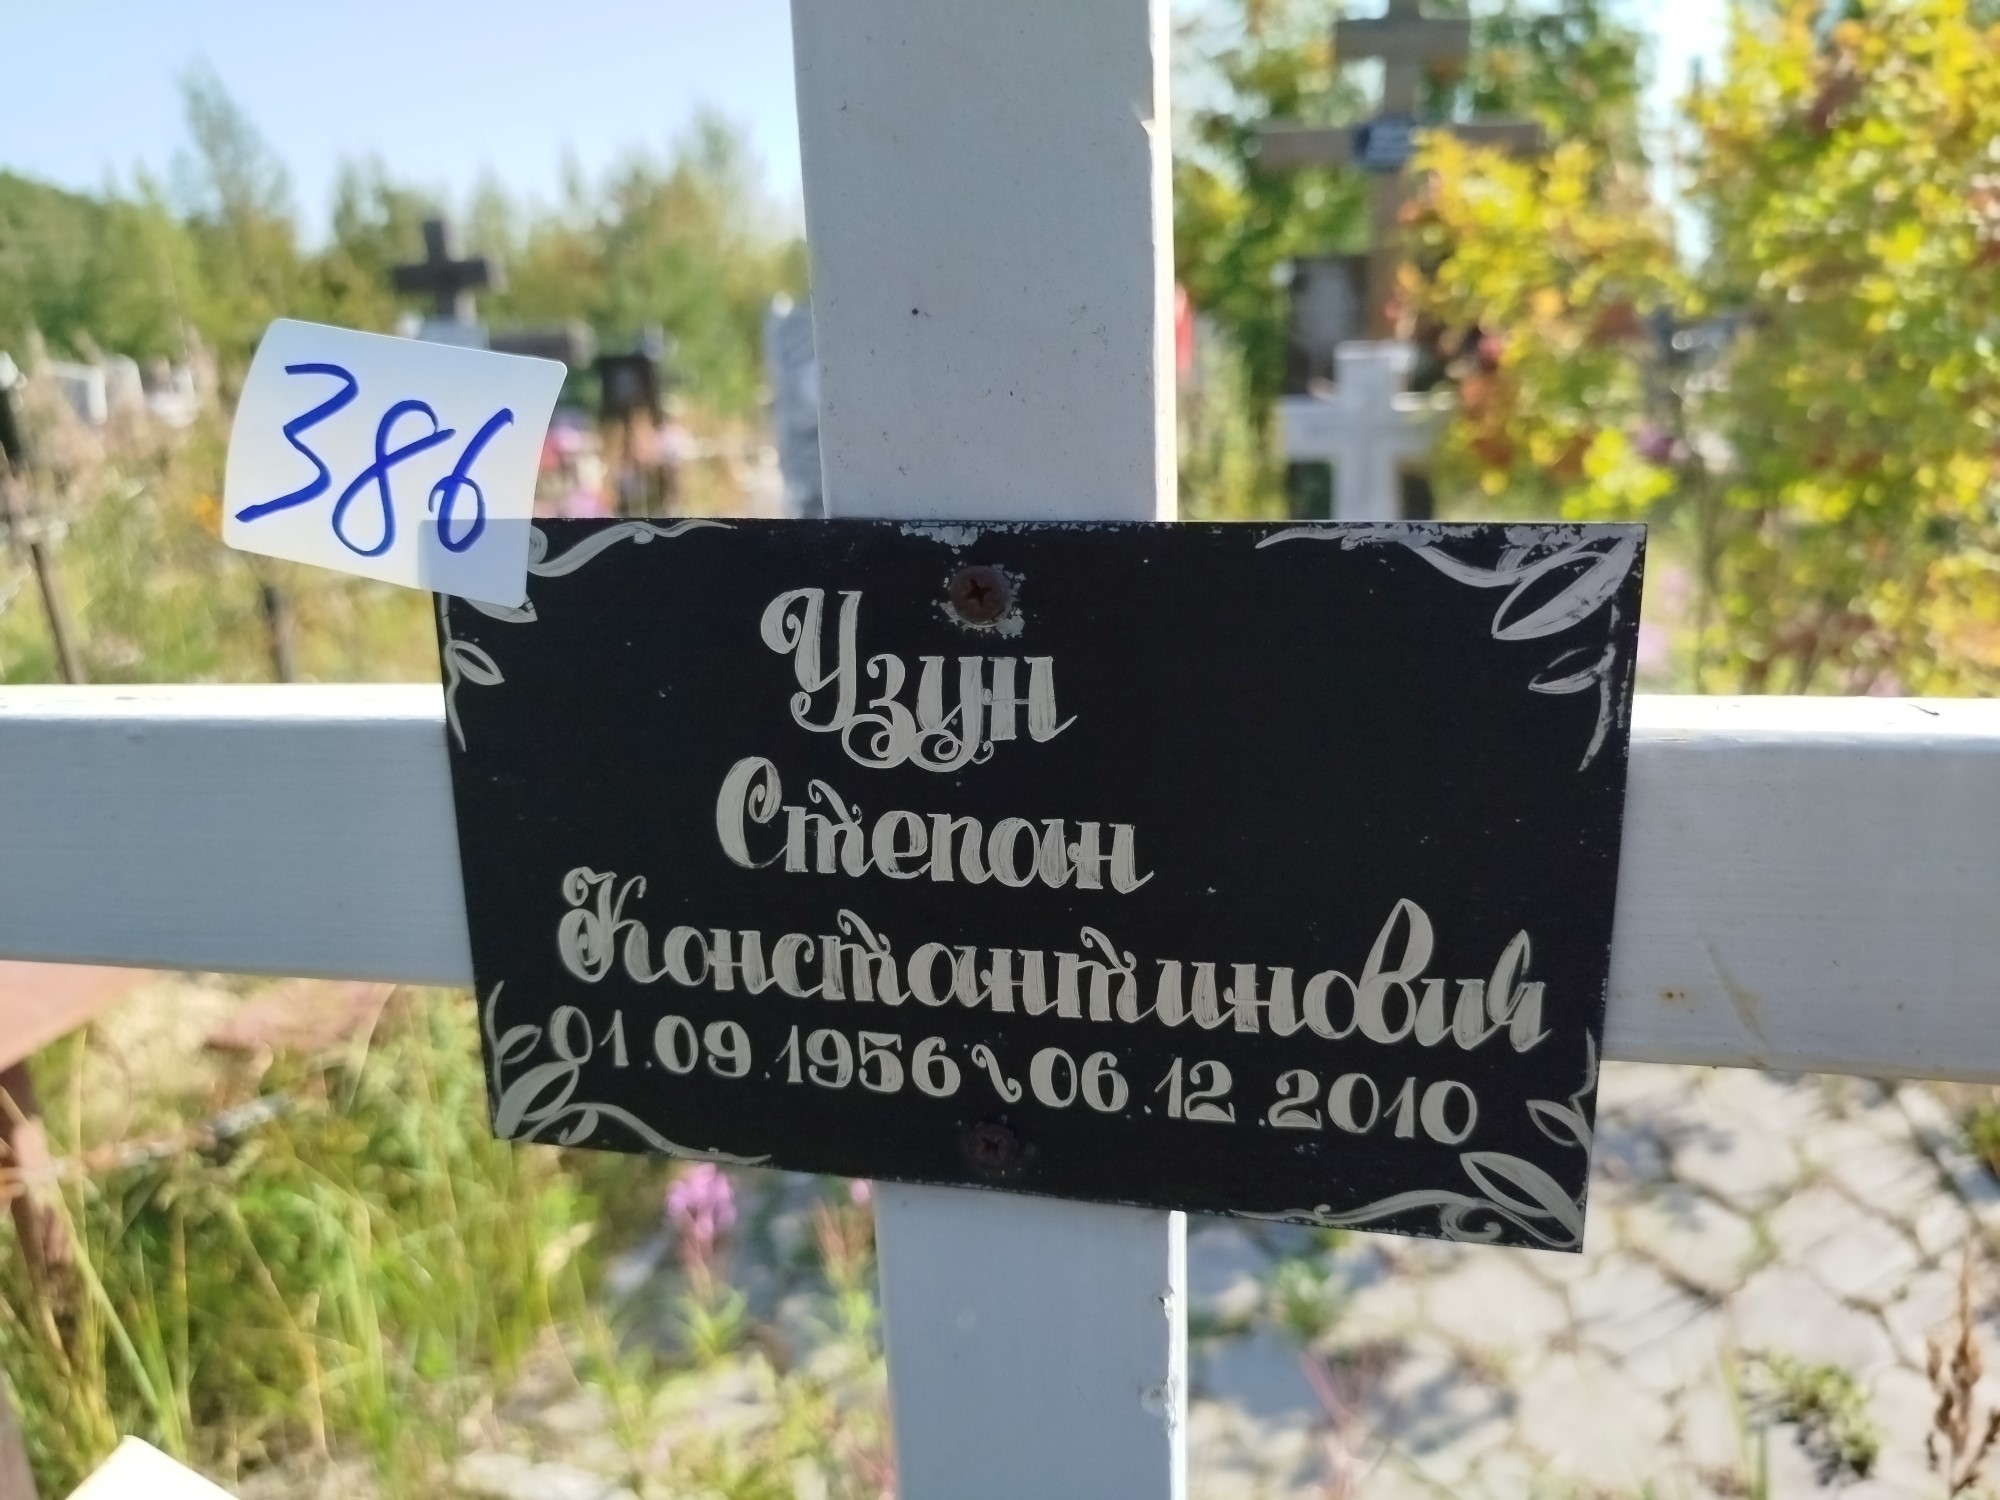 386
Узун
Степан
Константинович
01.09.1956 ~ 06.12.2010